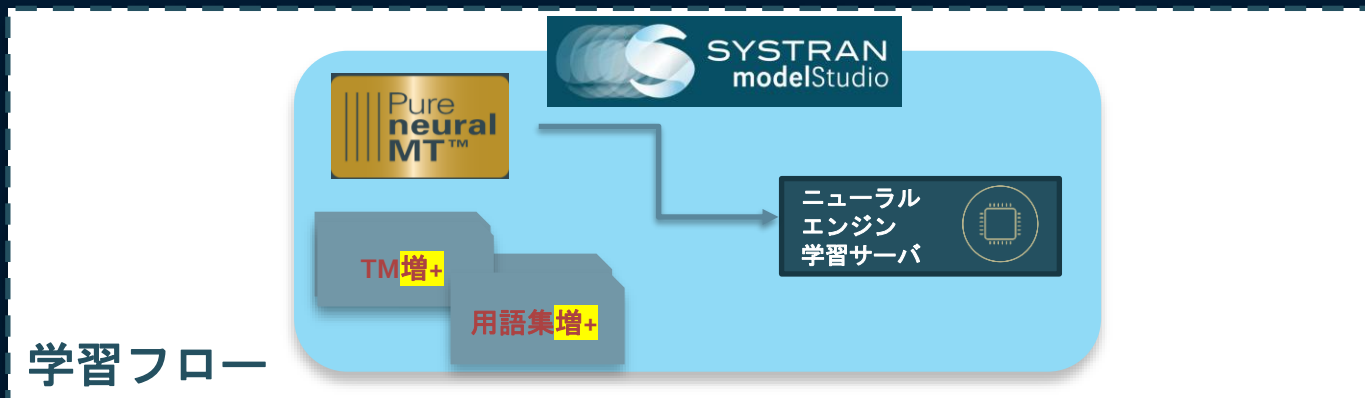 SYSTRAN
modelStudio
Pure
neural
MT™
ニューラル
エンジン
学習サーバ
TM増+
用語集増+
学習フロー